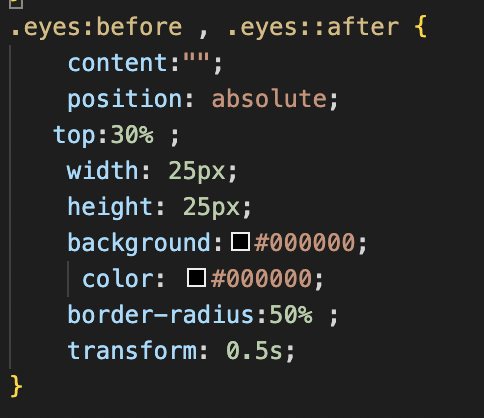 .eyes:before , .eyes::after {
content:"";
position: absolute;
top:30% ;
width: 25px;
height: 25px;
background:#000000;
color: #000000;
border-radius:50% ;
transform: 0.5s;
}